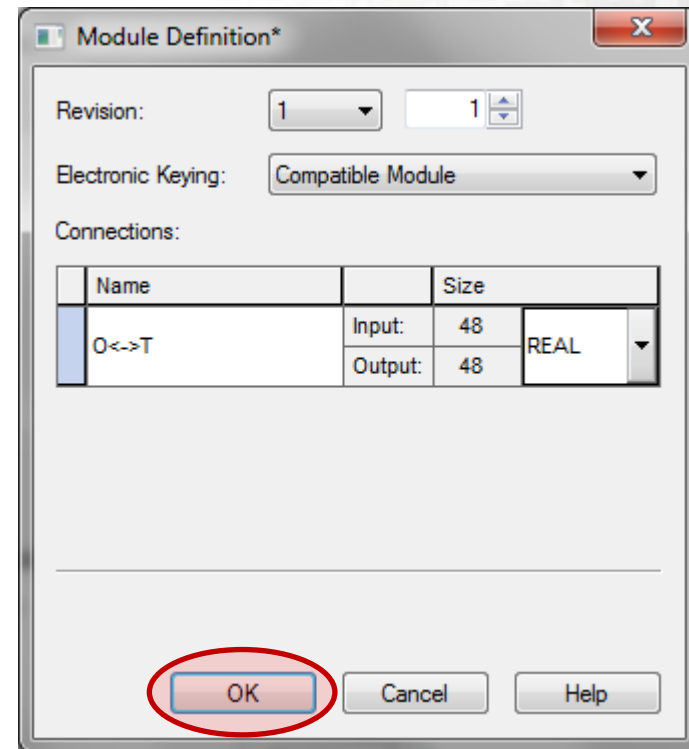 Module Definition*
Revision: 1 1
Electronic Keying: Compatible Module
Connections:
Name Size
O<->T Input: 48 REAL
Output: 48
OK Cancel Help